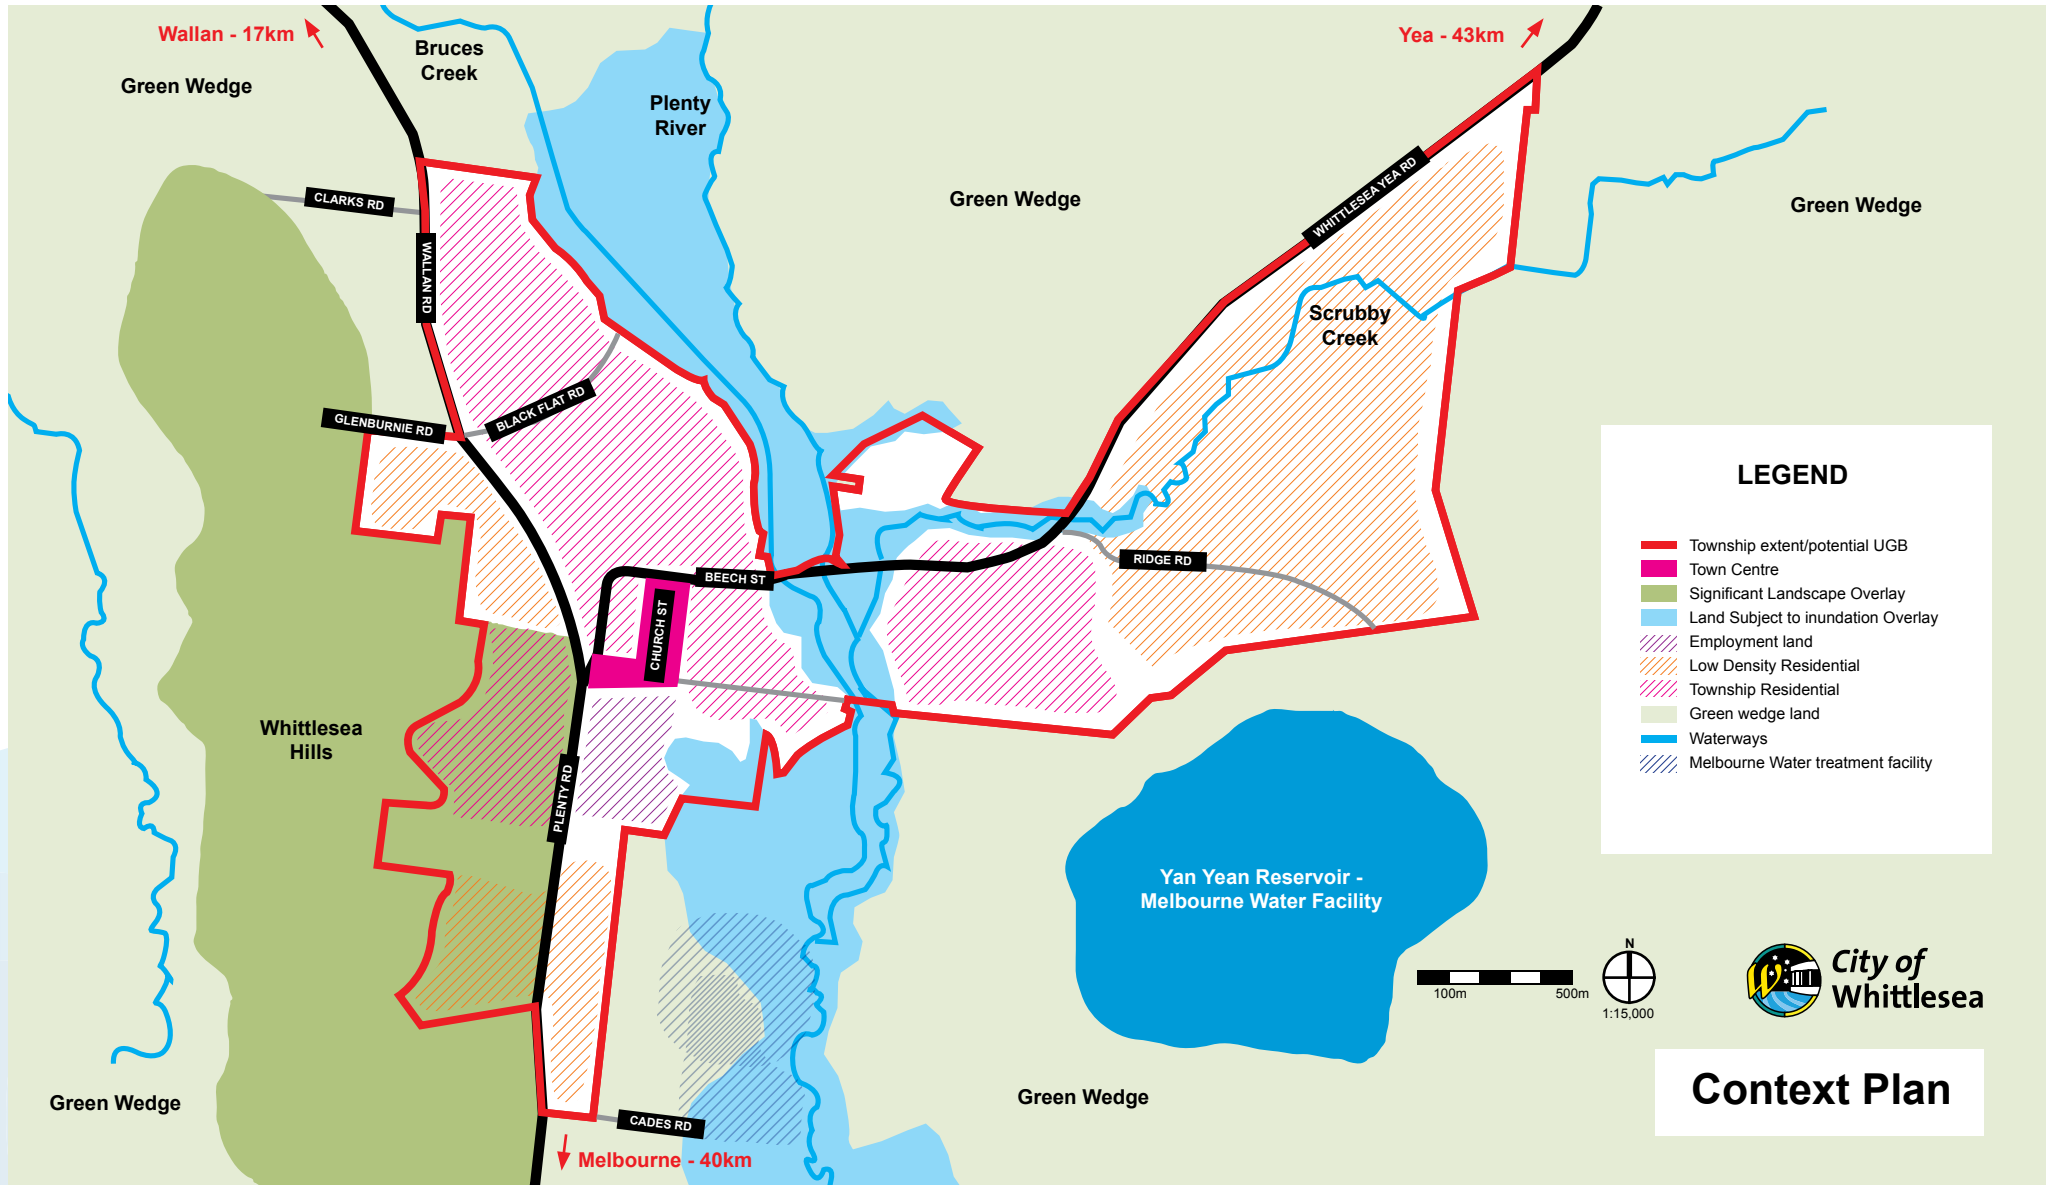 Wallan - 17km
Yea - 43km
Bruces
Creek
Green Wedge
Plenty
River
CLARKS RD
WHITTLESEA YEA RD
Green Wedge
Green Wedge
WALLAN RD
Scrubby
Creek
BLACK FLAT RD
GLENBURNIE RD
RIDGE RD
BEECH ST
CHURCH ST
Whittlesea
Hills
PLENTY RD
LEGEND
Township extent/potential UGB
Town Centre
Significant Landscape Overlay
Land Subject to inundation Overlay
Employment land
Low Density Residential
Township Residential
Green wedge land
Waterways
Melbourne Water treatment facility
Yan Yean Reservoir -
Melbourne Water Facility
100m
500m
N
1:15,000
W
City of
Whittlesea
Green Wedge
Green Wedge
CADES RD
Melbourne - 40km
Context Plan